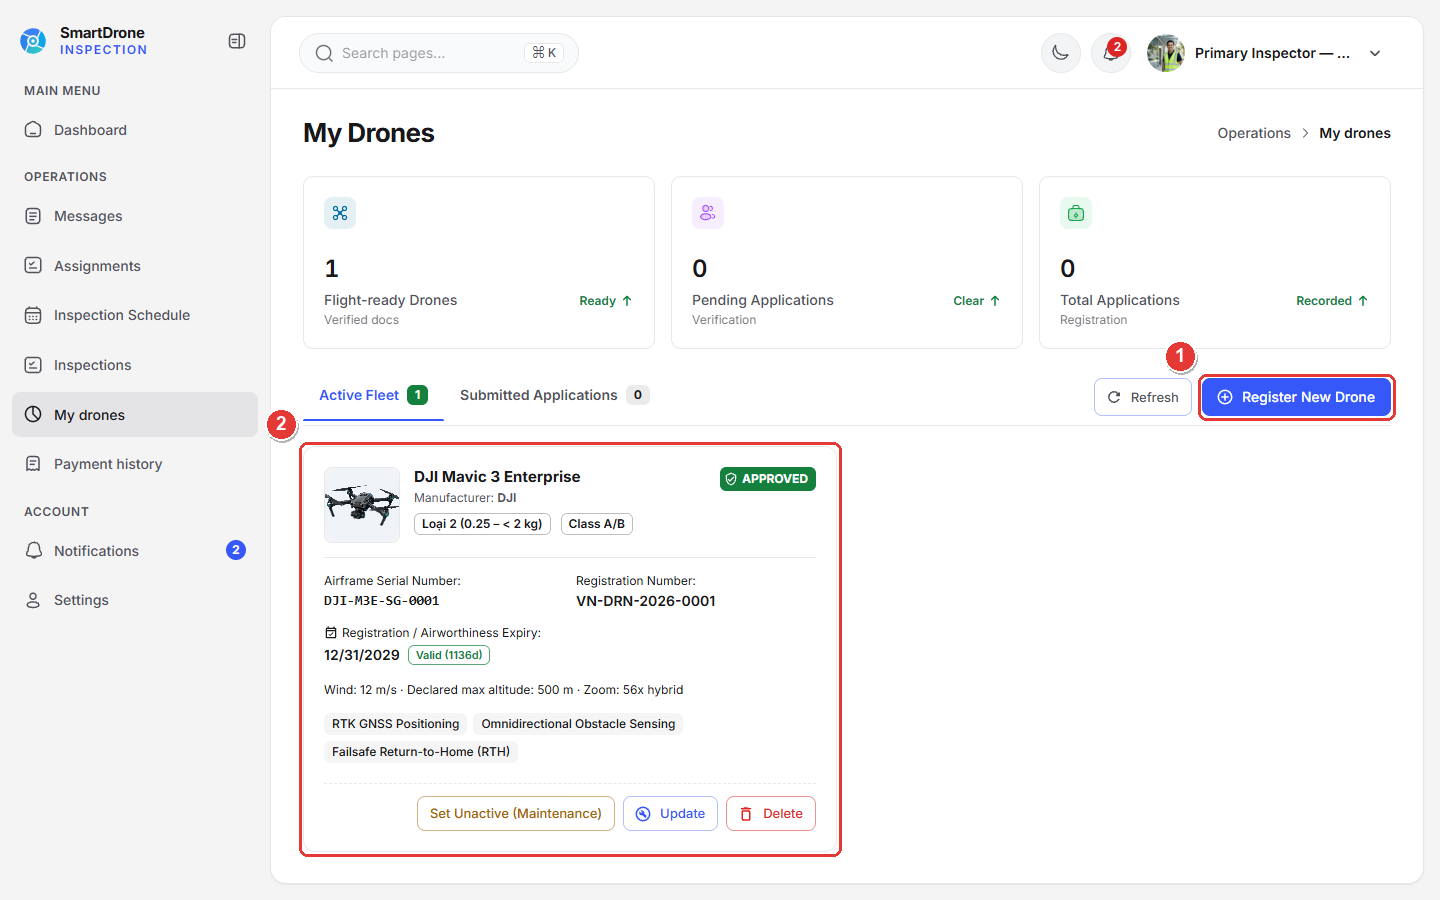 SmartDrone
INSPECTION
MAIN MENU
Dashboard
OPERATIONS
Messages
Assignments
Inspection Schedule
Inspections
My drones
Payment history
ACCOUNT
Notifications 2
Settings
Search pages... ⌘ K
2
Primary Inspector — ...
My Drones
Operations > My drones
1
Flight-ready Drones Ready ↑
Verified docs
0
Pending Applications Clear ↑
Verification
0
Total Applications Recorded ↑
Registration
1
Active Fleet 1
Submitted Applications 0
Refresh
Register New Drone
2
DJI Mavic 3 Enterprise
APPROVED
Manufacturer: DJI
Loại 2 (0.25 – < 2 kg) Class A/B
Airframe Serial Number: Registration Number:
DJI-M3E-SG-0001 VN-DRN-2026-0001
Registration / Airworthiness Expiry:
12/31/2029 Valid (1136d)
Wind: 12 m/s · Declared max altitude: 500 m · Zoom: 56x hybrid
RTK GNSS Positioning Omnidirectional Obstacle Sensing
Failsafe Return-to-Home (RTH)
Set Unactive (Maintenance) Update Delete